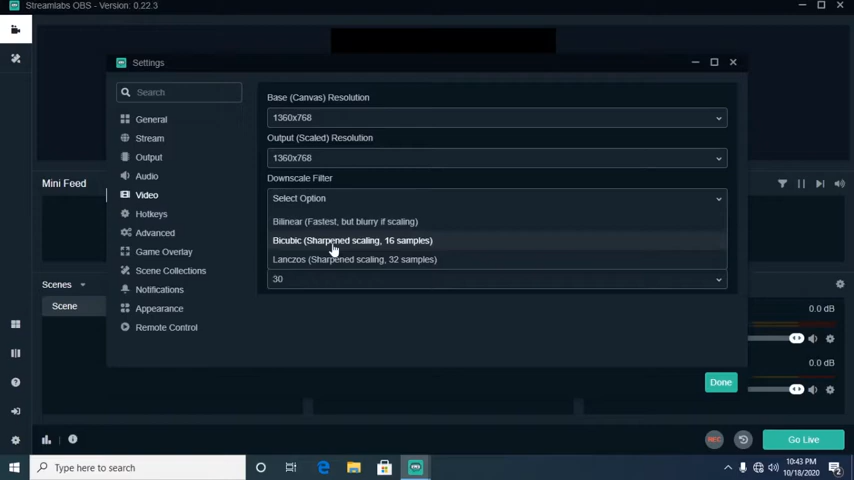 Streamlabs OBS - Version: 0.22.3
Settings
Search
General
Stream
Output
Audio
Video
Hotkeys
Advanced
Game Overlay
Scene Collections
Notifications
Appearance
Remote Control
Base (Canvas) Resolution
1360x768
Output (Scaled) Resolution
1360x768
Downscale Filter
Select Option
Bilinear (Fastest, but blurry if scaling)
Bicubic (Sharpened scaling, 16 samples)
Lanczos (Sharpened scaling, 32 samples)
30
Done
Mini Feed
Scenes
Scene
0.0 dB
0.0 dB
REC
Go Live
Type here to search
10:43 PM
10/18/2020
2